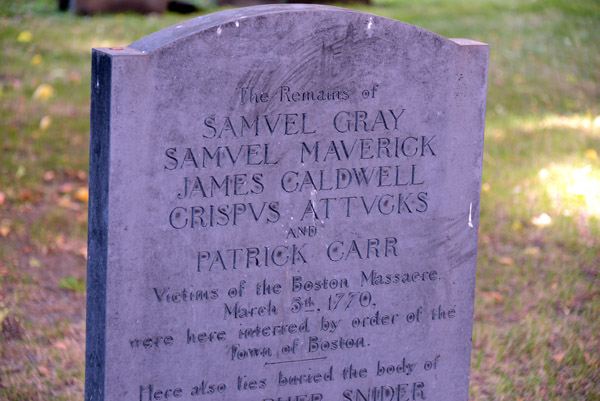 The Remains of
SAMVEL GRAY
SAMVEL MAVERICK
JAMES CALDWELL
CRISPVS ATTVCKS
AND
PATRICK CARR
Victims of the Boston Massacre.
March 5th, 1770.
were here interred by order of the
Town of Boston.
Here also lies buried the body of
SNIDER